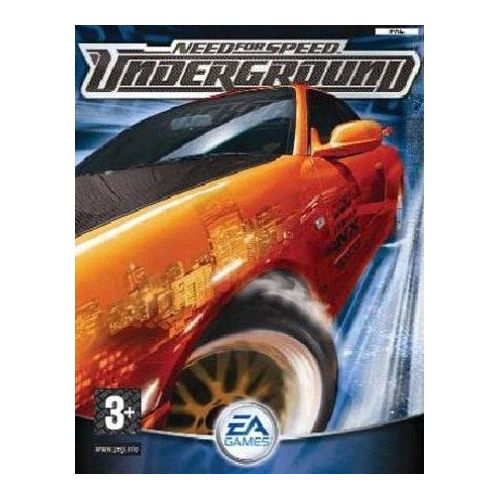 PAL
NEED FOR SPEED
UNDERGROUND
3+
www.pegi.info
EA
GAMES